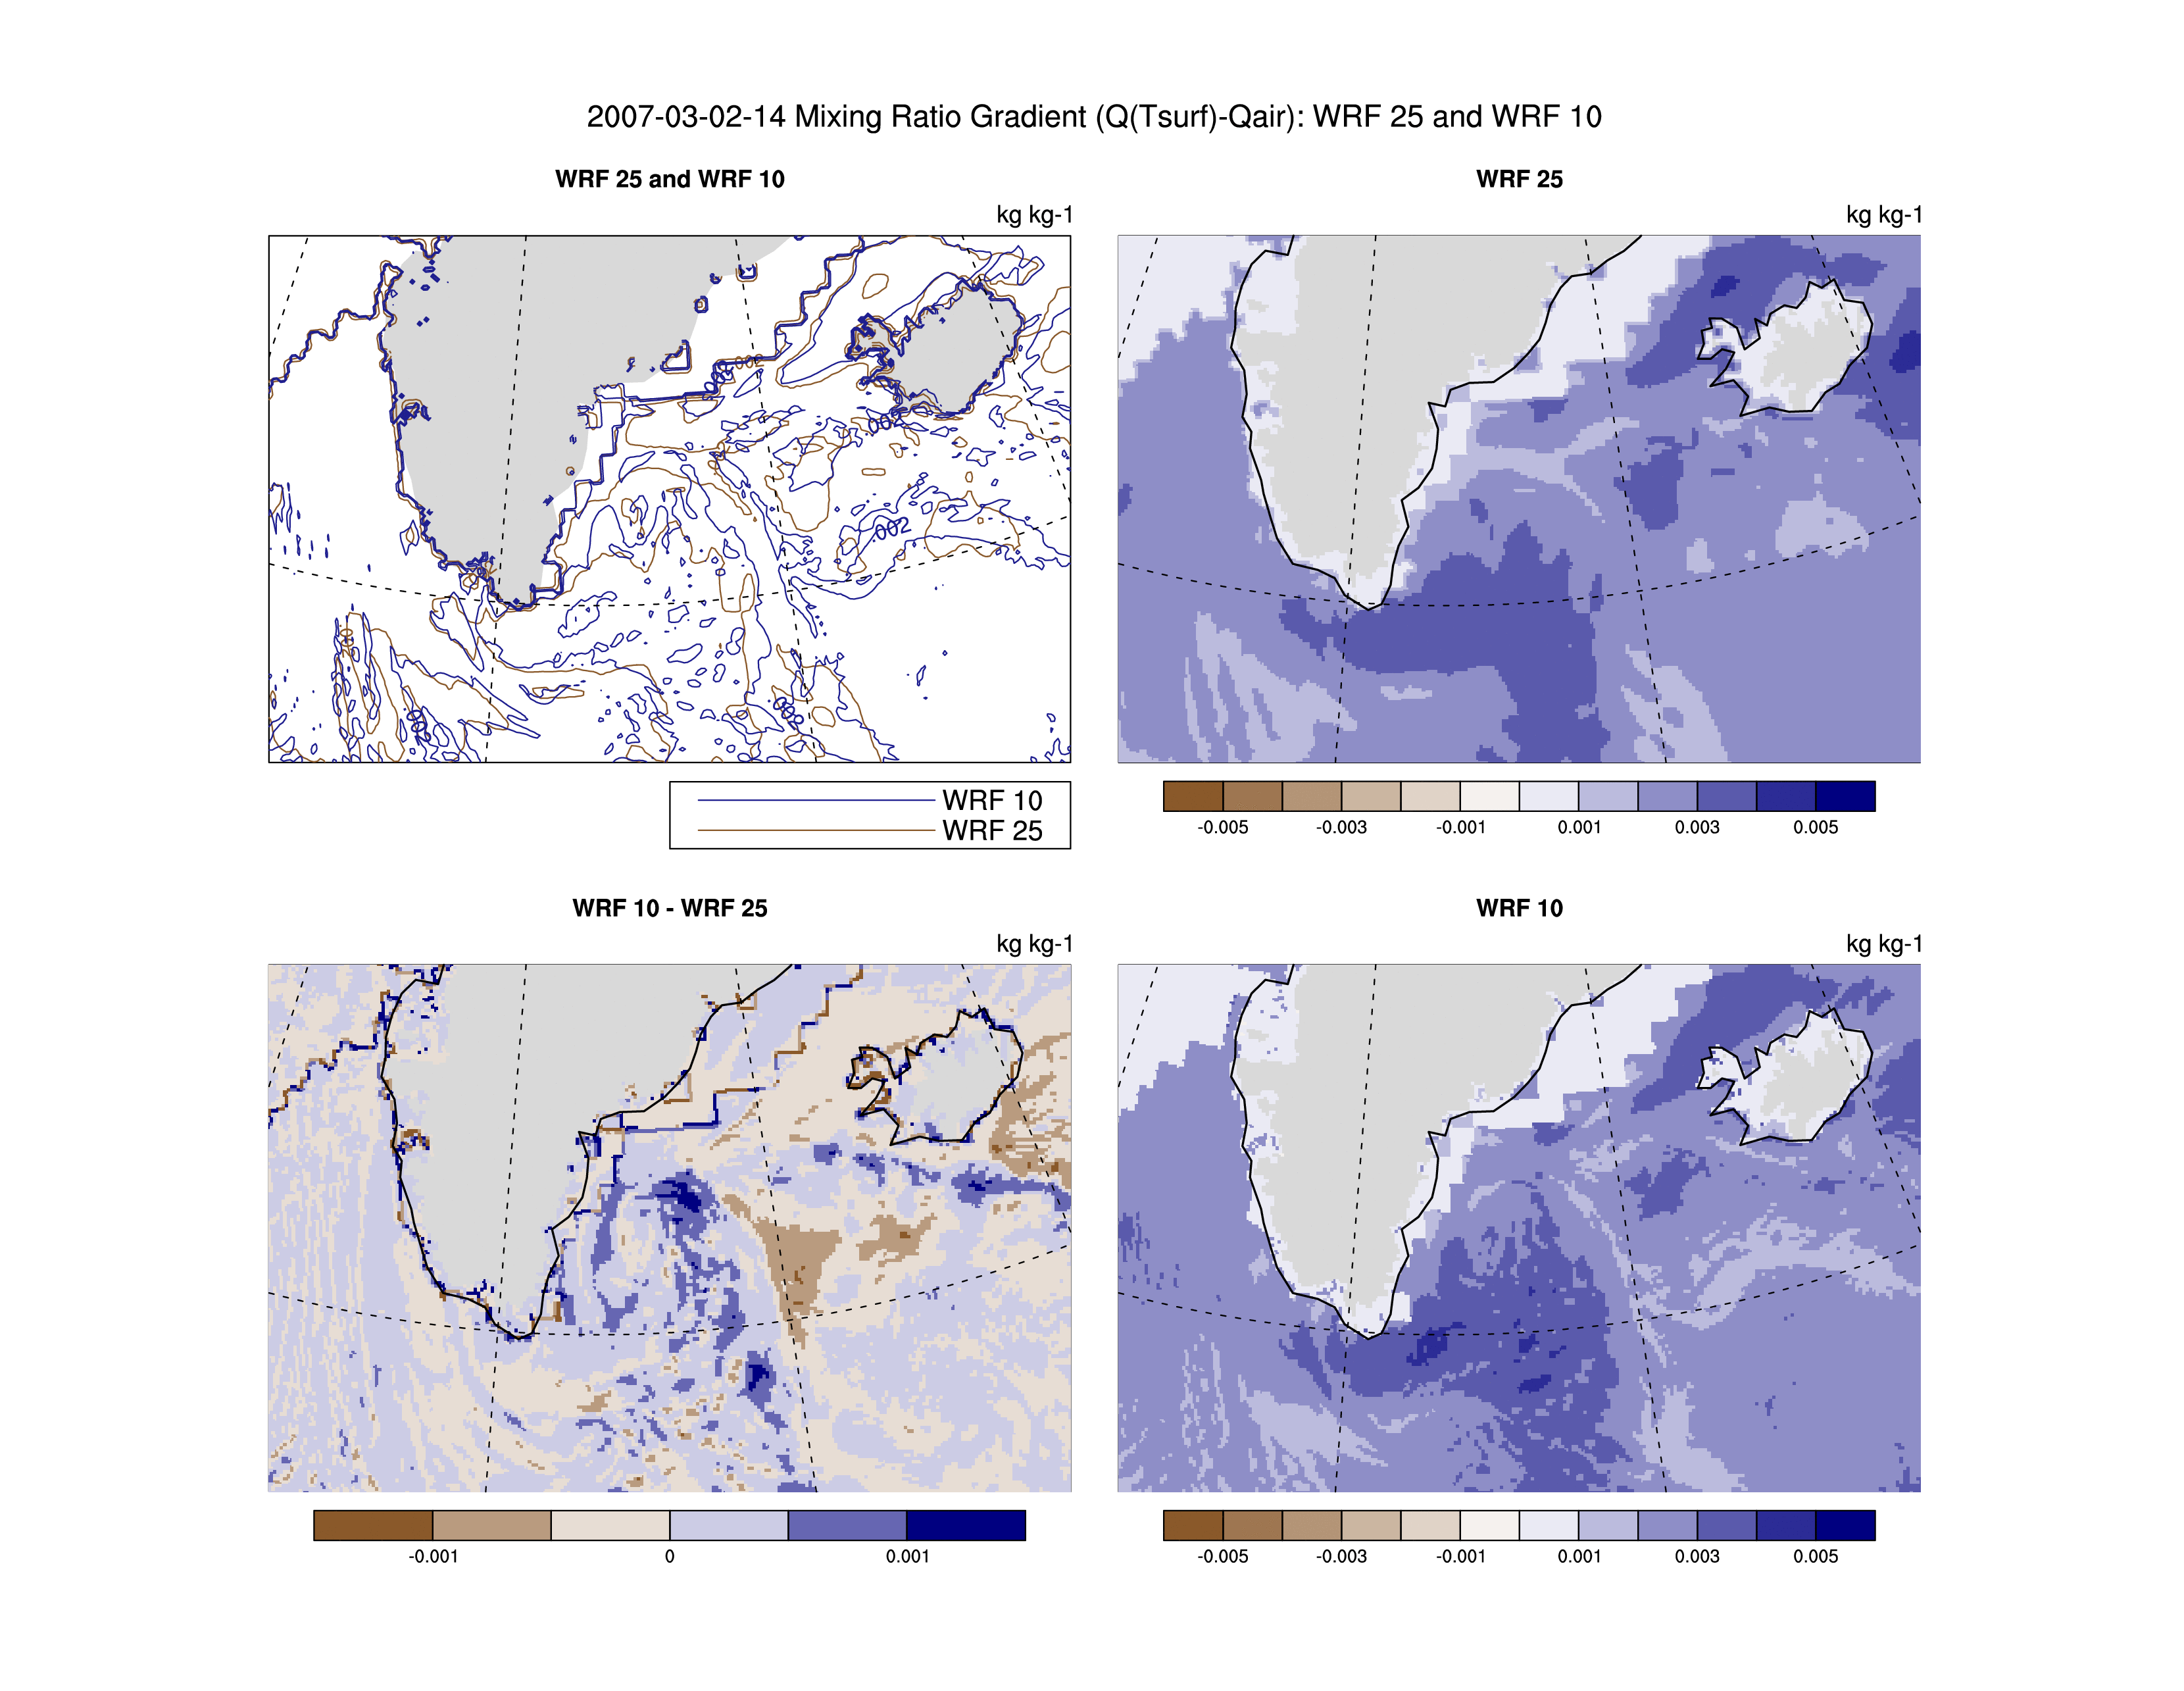 2007-03-02-14 Mixing Ratio Gradient (Q(Tsurf)-Qair): WRF 25 and WRF 10
WRF 25 and WRF 10
kg kg-1
.002
.002
WRF 10
WRF 25
WRF 25
kg kg-1
-0.005 -0.003 -0.001 0.001 0.003 0.005
WRF 10 - WRF 25
kg kg-1
-0.001 0 0.001
WRF 10
kg kg-1
-0.005 -0.003 -0.001 0.001 0.003 0.005